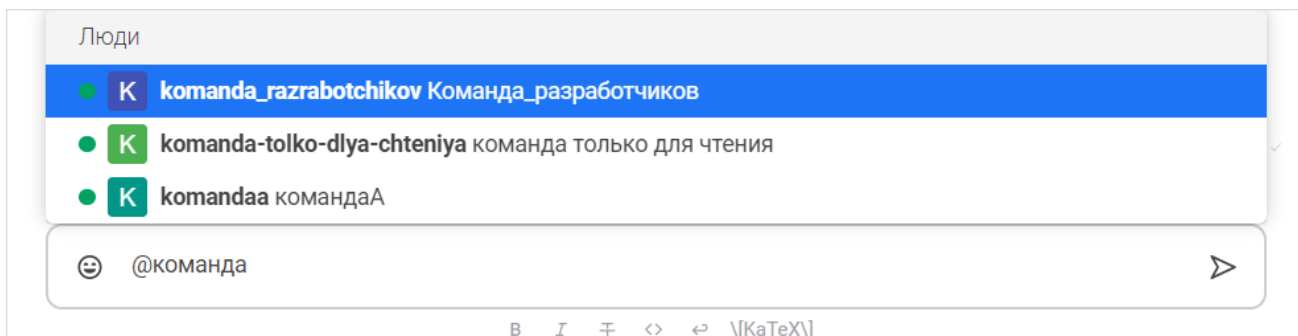 Люди
K komanda_razrabotchikov Команда_разработчиков
K komanda-tolko-dlya-chteniya команда только для чтения
K komandaa командаА
@команда
B I T <> ↩ \[KaTeX\]